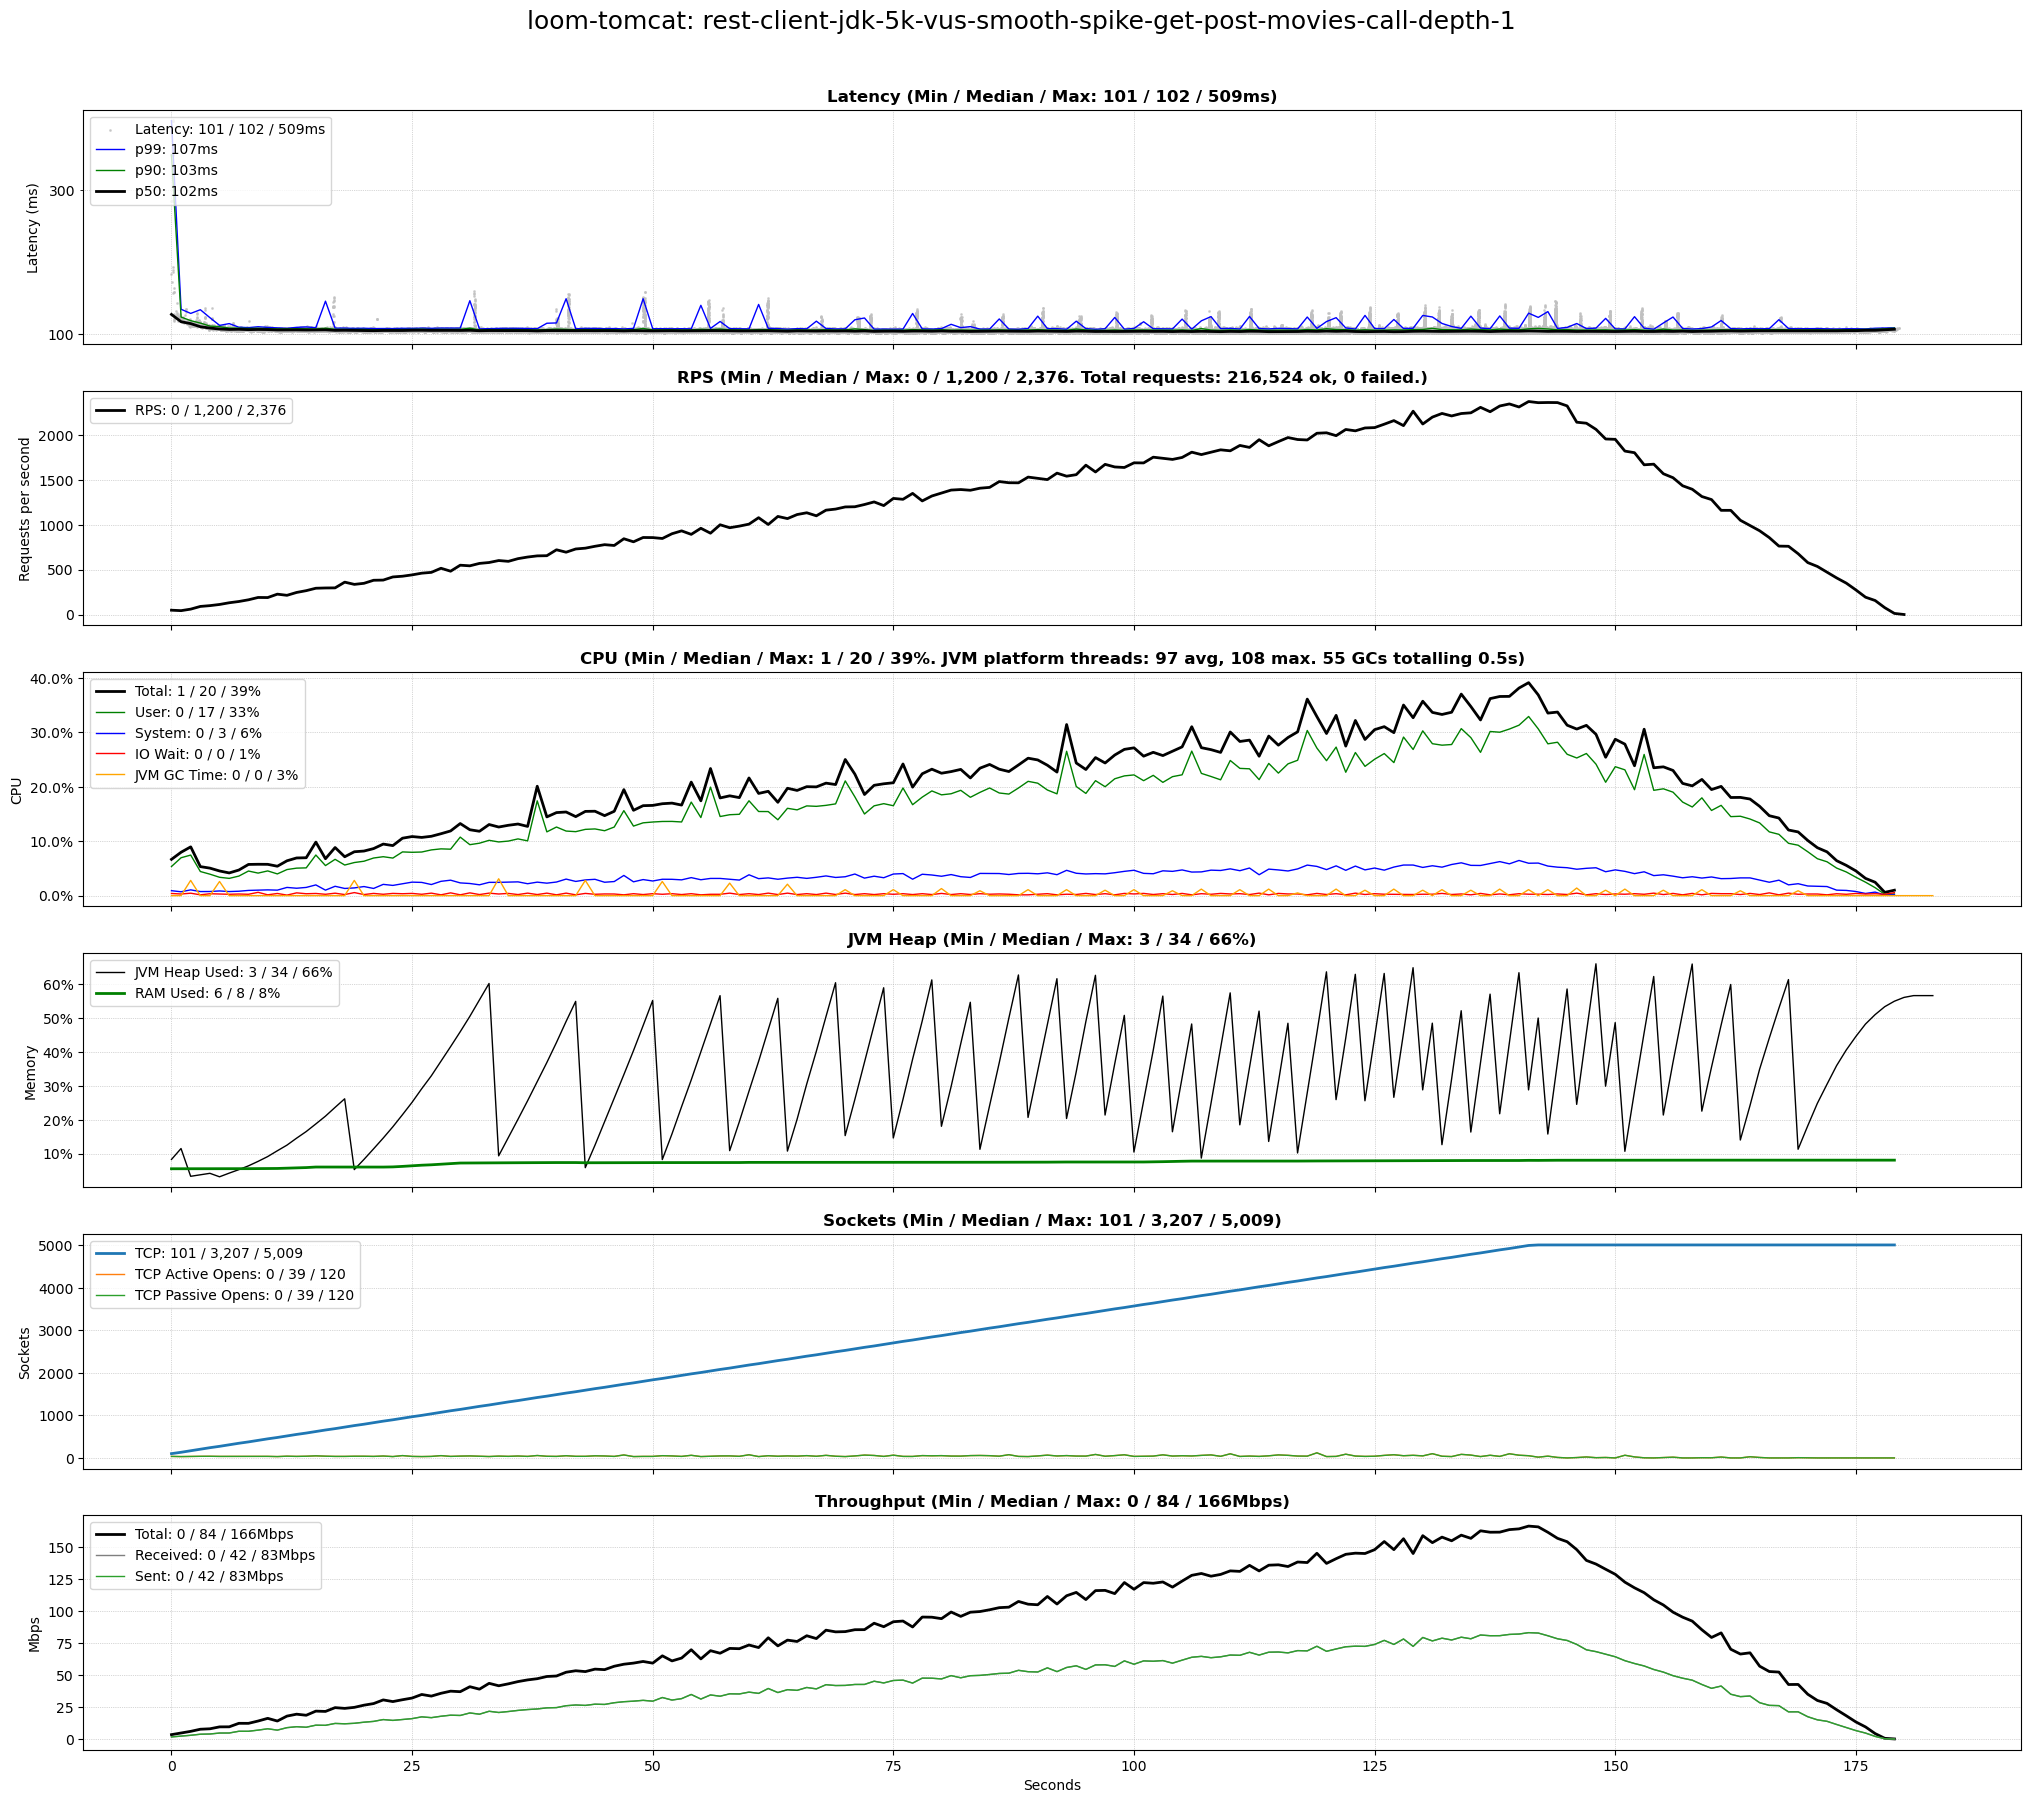 loom-tomcat: rest-client-jdk-5k-vus-smooth-spike-get-post-movies-call-depth-1
Latency (Min / Median / Max: 101 / 102 / 509ms)
Latency: 101 / 102 / 509ms
p99: 107ms
p90: 103ms
p50: 102ms
Latency (ms)
300
100
RPS (Min / Median / Max: 0 / 1,200 / 2,376. Total requests: 216,524 ok, 0 failed.)
RPS: 0 / 1,200 / 2,376
Requests per second
2000
1500
1000
500
0
CPU (Min / Median / Max: 1 / 20 / 39%. JVM platform threads: 97 avg, 108 max. 55 GCs totalling 0.5s)
Total: 1 / 20 / 39%
User: 0 / 17 / 33%
System: 0 / 3 / 6%
IO Wait: 0 / 0 / 1%
JVM GC Time: 0 / 0 / 3%
CPU
40.0%
30.0%
20.0%
10.0%
0.0%
JVM Heap (Min / Median / Max: 3 / 34 / 66%)
JVM Heap Used: 3 / 34 / 66%
RAM Used: 6 / 8 / 8%
Memory
60%
50%
40%
30%
20%
10%
Sockets (Min / Median / Max: 101 / 3,207 / 5,009)
TCP: 101 / 3,207 / 5,009
TCP Active Opens: 0 / 39 / 120
TCP Passive Opens: 0 / 39 / 120
Sockets
5000
4000
3000
2000
1000
0
Throughput (Min / Median / Max: 0 / 84 / 166Mbps)
Total: 0 / 84 / 166Mbps
Received: 0 / 42 / 83Mbps
Sent: 0 / 42 / 83Mbps
Mbps
150
125
100
75
50
25
0
0 25 50 75 100 125 150 175
Seconds